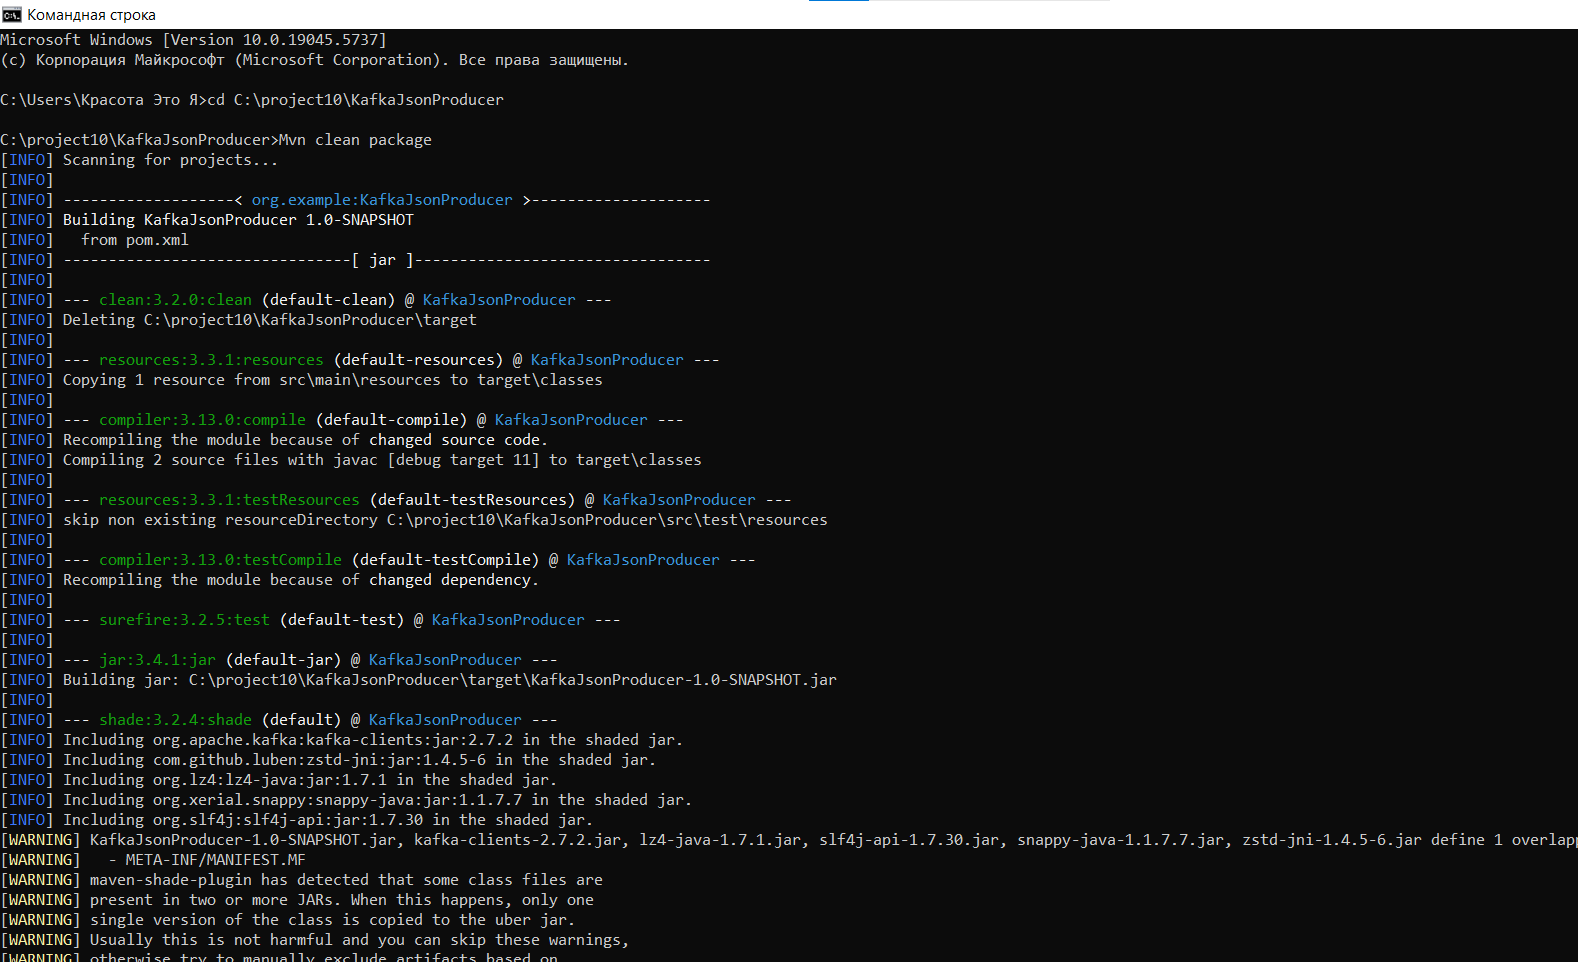 Командная строка
Microsoft Windows [Version 10.0.19045.5737]
(c) Корпорация Майкрософт (Microsoft Corporation). Все права защищены.
C:\Users\Красота Это Я>cd C:\project10\KafkaJsonProducer
C:\project10\KafkaJsonProducer>Mvn clean package
[INFO] Scanning for projects...
[INFO]
[INFO] -------------------< org.example:KafkaJsonProducer >--------------------
[INFO] Building KafkaJsonProducer 1.0-SNAPSHOT
[INFO]   from pom.xml
[INFO] --------------------------------[ jar ]---------------------------------
[INFO]
[INFO] --- clean:3.2.0:clean (default-clean) @ KafkaJsonProducer ---
[INFO] Deleting C:\project10\KafkaJsonProducer\target
[INFO]
[INFO] --- resources:3.3.1:resources (default-resources) @ KafkaJsonProducer ---
[INFO] Copying 1 resource from src\main\resources to target\classes
[INFO]
[INFO] --- compiler:3.13.0:compile (default-compile) @ KafkaJsonProducer ---
[INFO] Recompiling the module because of changed source code.
[INFO] Compiling 2 source files with javac [debug target 11] to target\classes
[INFO]
[INFO] --- resources:3.3.1:testResources (default-testResources) @ KafkaJsonProducer ---
[INFO] skip non existing resourceDirectory C:\project10\KafkaJsonProducer\src\test\resources
[INFO]
[INFO] --- compiler:3.13.0:testCompile (default-testCompile) @ KafkaJsonProducer ---
[INFO] Recompiling the module because of changed dependency.
[INFO]
[INFO] --- surefire:3.2.5:test (default-test) @ KafkaJsonProducer ---
[INFO]
[INFO] --- jar:3.4.1:jar (default-jar) @ KafkaJsonProducer ---
[INFO] Building jar: C:\project10\KafkaJsonProducer\target\KafkaJsonProducer-1.0-SNAPSHOT.jar
[INFO]
[INFO] --- shade:3.2.4:shade (default) @ KafkaJsonProducer ---
[INFO] Including org.apache.kafka:kafka-clients:jar:2.7.2 in the shaded jar.
[INFO] Including com.github.luben:zstd-jni:jar:1.4.5-6 in the shaded jar.
[INFO] Including org.lz4:lz4-java:jar:1.7.1 in the shaded jar.
[INFO] Including org.xerial.snappy:snappy-java:jar:1.1.7.7 in the shaded jar.
[INFO] Including org.slf4j:slf4j-api:jar:1.7.30 in the shaded jar.
[WARNING] KafkaJsonProducer-1.0-SNAPSHOT.jar, kafka-clients-2.7.2.jar, lz4-java-1.7.1.jar, slf4j-api-1.7.30.jar, snappy-java-1.1.7.7.jar, zstd-jni-1.4.5-6.jar define 1 overlapp
[WARNING]   - META-INF/MANIFEST.MF
[WARNING] maven-shade-plugin has detected that some class files are
[WARNING] present in two or more JARs. When this happens, only one
[WARNING] single version of the class is copied to the uber jar.
[WARNING] Usually this is not harmful and you can skip these warnings,
[WARNING] otherwise try to manually exclude artifacts based on